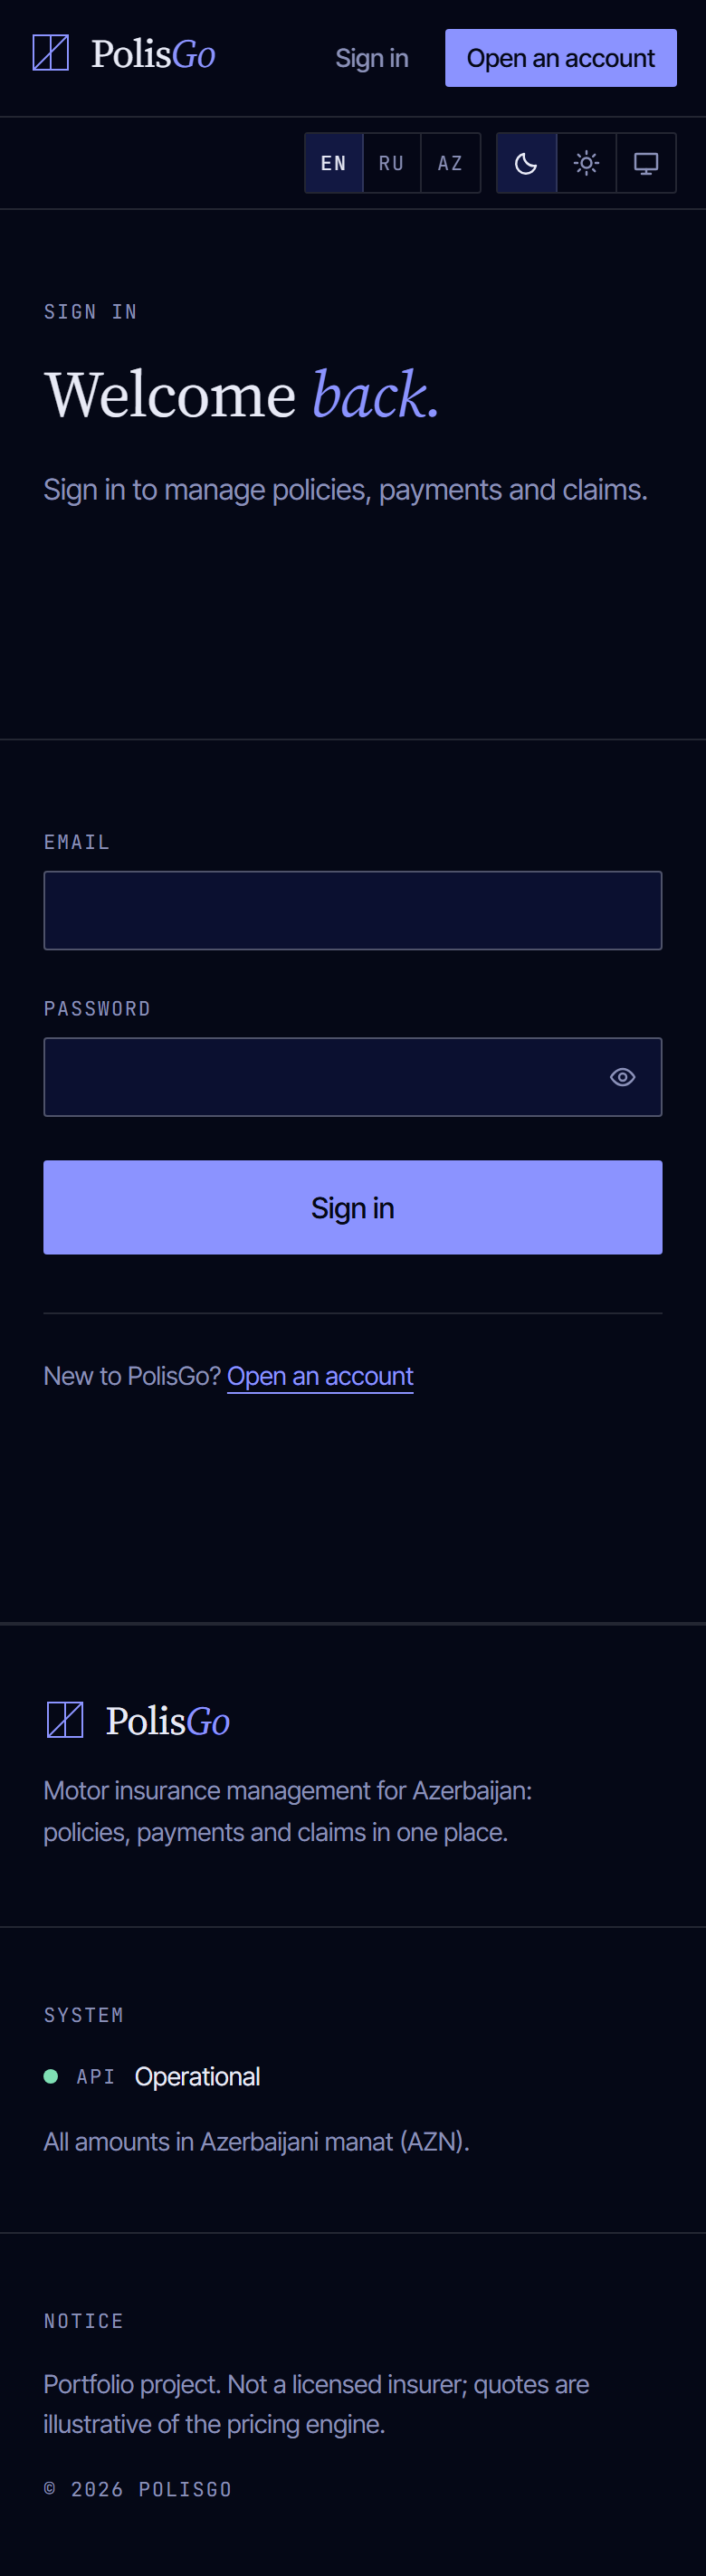 PolisGo
Sign in
Open an account
EN
RU
AZ
SIGN IN
Welcome back.
Sign in to manage policies, payments and claims.
EMAIL
PASSWORD
Sign in
New to PolisGo? Open an account
PolisGo
Motor insurance management for Azerbaijan:
policies, payments and claims in one place.
SYSTEM
API Operational
All amounts in Azerbaijani manat (AZN).
NOTICE
Portfolio project. Not a licensed insurer; quotes are
illustrative of the pricing engine.
© 2026 POLISGO